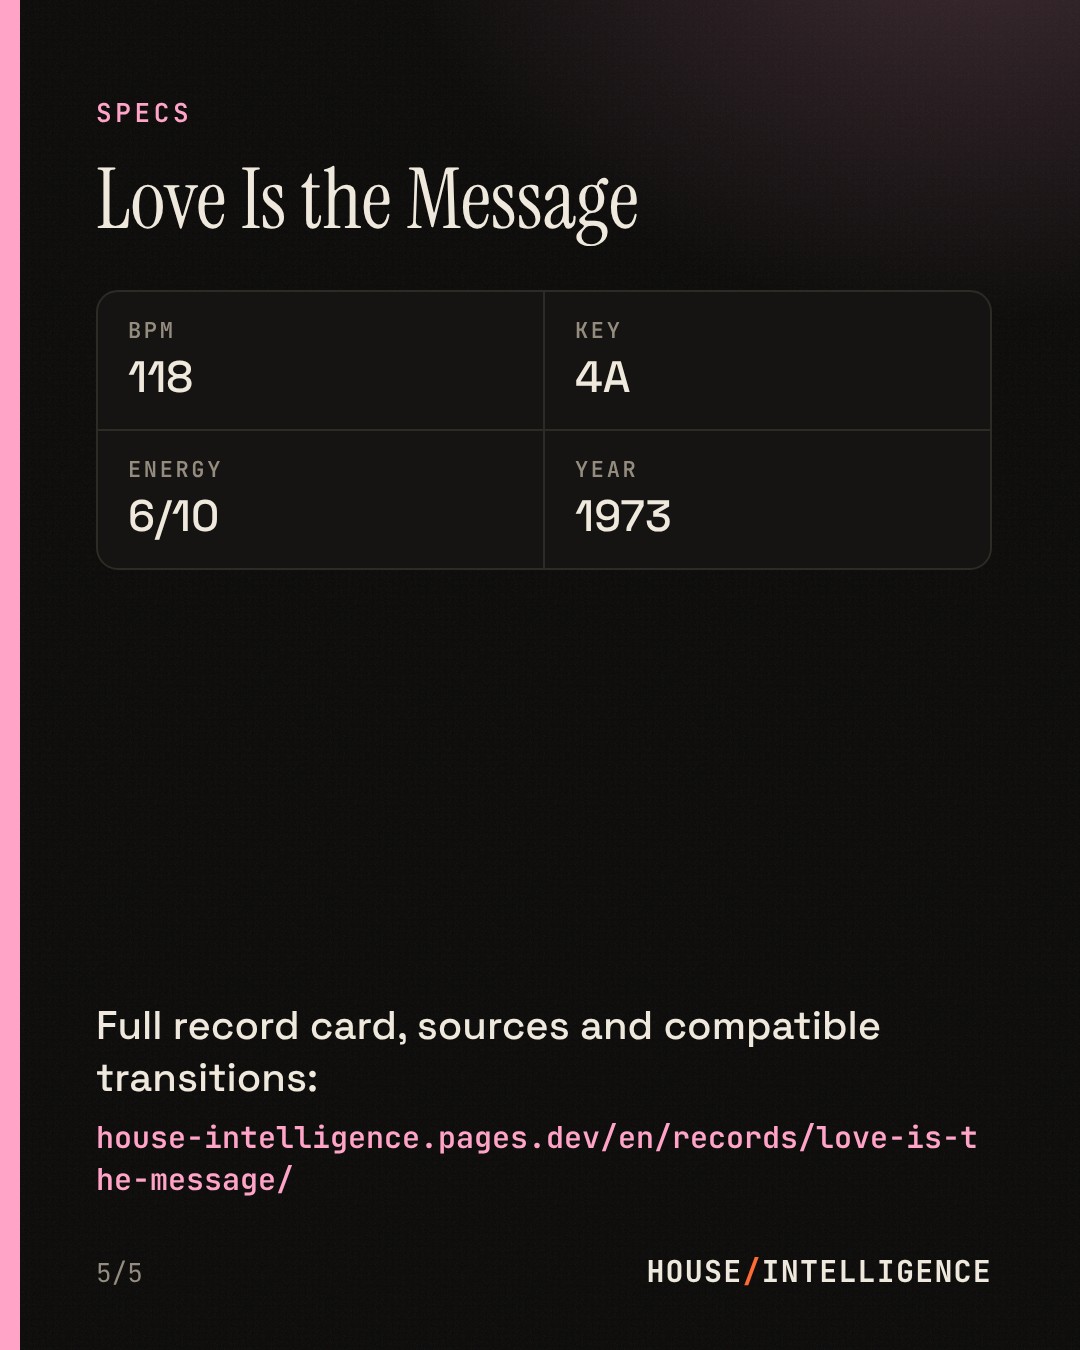 SPECS
Love Is the Message
BPM
118
KEY
4A
ENERGY
6/10
YEAR
1973
Full record card, sources and compatible
transitions:
house-intelligence.pages.dev/en/records/love-is-t
he-message/
5/5
HOUSE/INTELLIGENCE